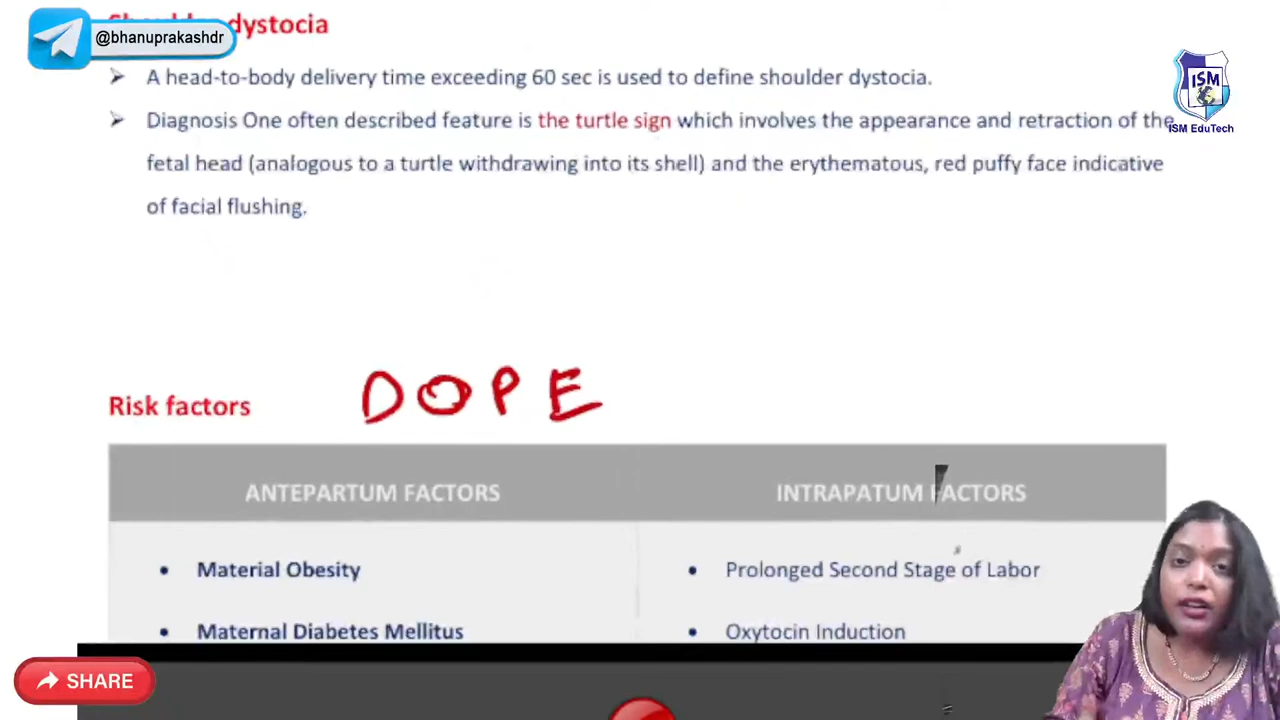 dystocia
@bhanuprakashdr
A head-to-body delivery time exceeding 60 sec is used to define shoulder dystocia.
ISM
ISM EduTech
Diagnosis One often described feature is the turtle sign which involves the appearance and retraction of the
fetal head (analogous to a turtle withdrawing into its shell) and the erythematous, red puffy face indicative
of facial flushing.
Risk factors
DOPE
ANTEPARTUM FACTORS
INTRAPATUM FACTORS
Material Obesity
Prolonged Second Stage of Labor
Maternal Diabetes Mellitus
Oxytocin Induction
SHARE